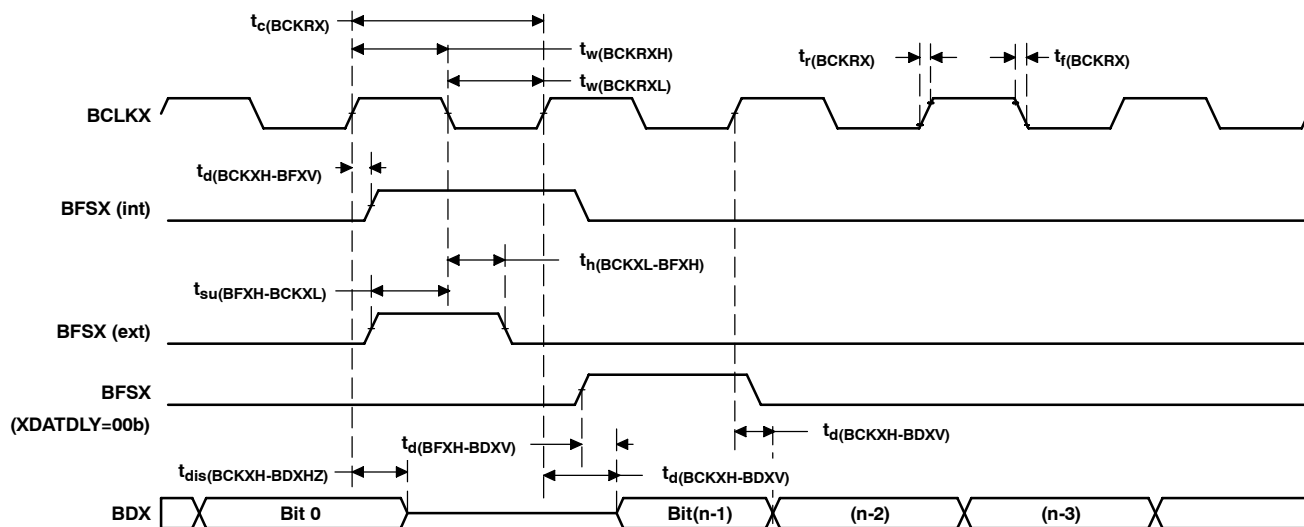 tc(BCKRX)
tw(BCKRXH)
tr(BCKRX)
tf(BCKRX)
tw(BCKRXL)
BCLKX
td(BCKXH-BFXV)
BFSX (int)
th(BCKXL-BFXH)
tsu(BFXH-BCKXL)
BFSX (ext)
BFSX
(XDATDLY=00b)
td(BFXH-BDXV)
td(BCKXH-BDXV)
tdis(BCKXH-BDXHZ)
td(BCKXH-BDXV)
BDX
Bit 0
Bit(n-1)
(n-2)
(n-3)